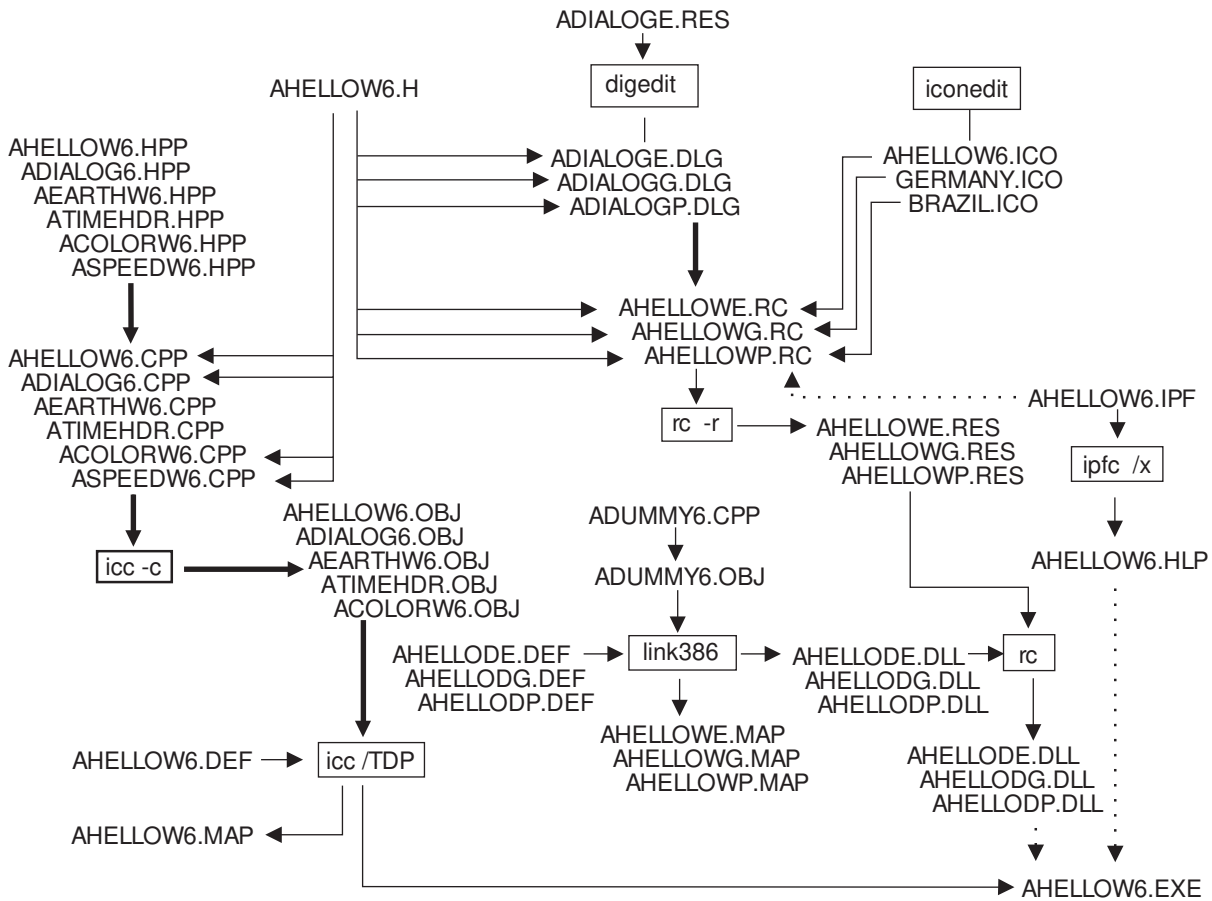 ADIALOGE.RES
digedit
iconedit
AHELLOW6.H
AHELLOW6.HPP
ADIALOG6.HPP
AEARTHW6.HPP
ATIMEHDR.HPP
ACOLORW6.HPP
ASPEEDW6.HPP
ADIALOGE.DLG
ADIALOGG.DLG
ADIALOGP.DLG
AHELLOW6.ICO
GERMANY.ICO
BRAZIL.ICO
AHELLOWE.RC
AHELLOWG.RC
AHELLOWP.RC
AHELLOW6.CPP
ADIALOG6.CPP
AEARTHW6.CPP
ATIMEHDR.CPP
ACOLORW6.CPP
ASPEEDW6.CPP
AHELLOW6.IPF
rc -r
AHELLOWE.RES
AHELLOWG.RES
AHELLOWP.RES
ipfc /x
icc -c
AHELLOW6.OBJ
ADIALOG6.OBJ
AEARTHW6.OBJ
ATIMEHDR.OBJ
ACOLORW6.OBJ
ADUMMY6.CPP
ADUMMY6.OBJ
AHELLOW6.HLP
AHELLODE.DEF
AHELLODG.DEF
AHELLODP.DEF
link386
AHELLODE.DLL
AHELLODG.DLL
AHELLODP.DLL
rc
AHELLOWE.MAP
AHELLOWG.MAP
AHELLOWP.MAP
AHELLOW6.DEF
icc /TDP
AHELLODE.DLL
AHELLODG.DLL
AHELLODP.DLL
AHELLOW6.MAP
AHELLOW6.EXE